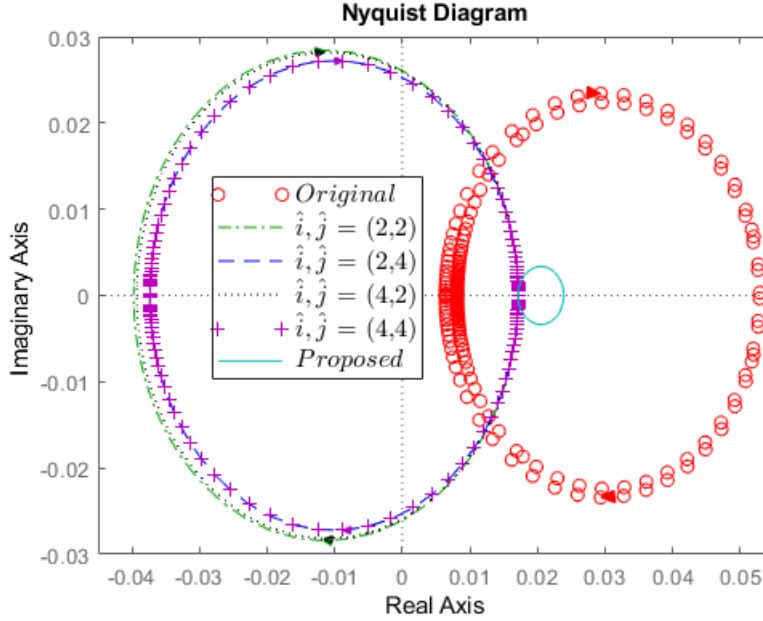 Nyquist Diagram
0.03
0.02
0.01
0
-0.01
-0.02
-0.03
Imaginary Axis
Original
î, ĵ = (2,2)
î, ĵ = (2,4)
î, ĵ = (4,2)
î, ĵ = (4,4)
Proposed
-0.04 -0.03 -0.02 -0.01 0 0.01 0.02 0.03 0.04 0.05
Real Axis